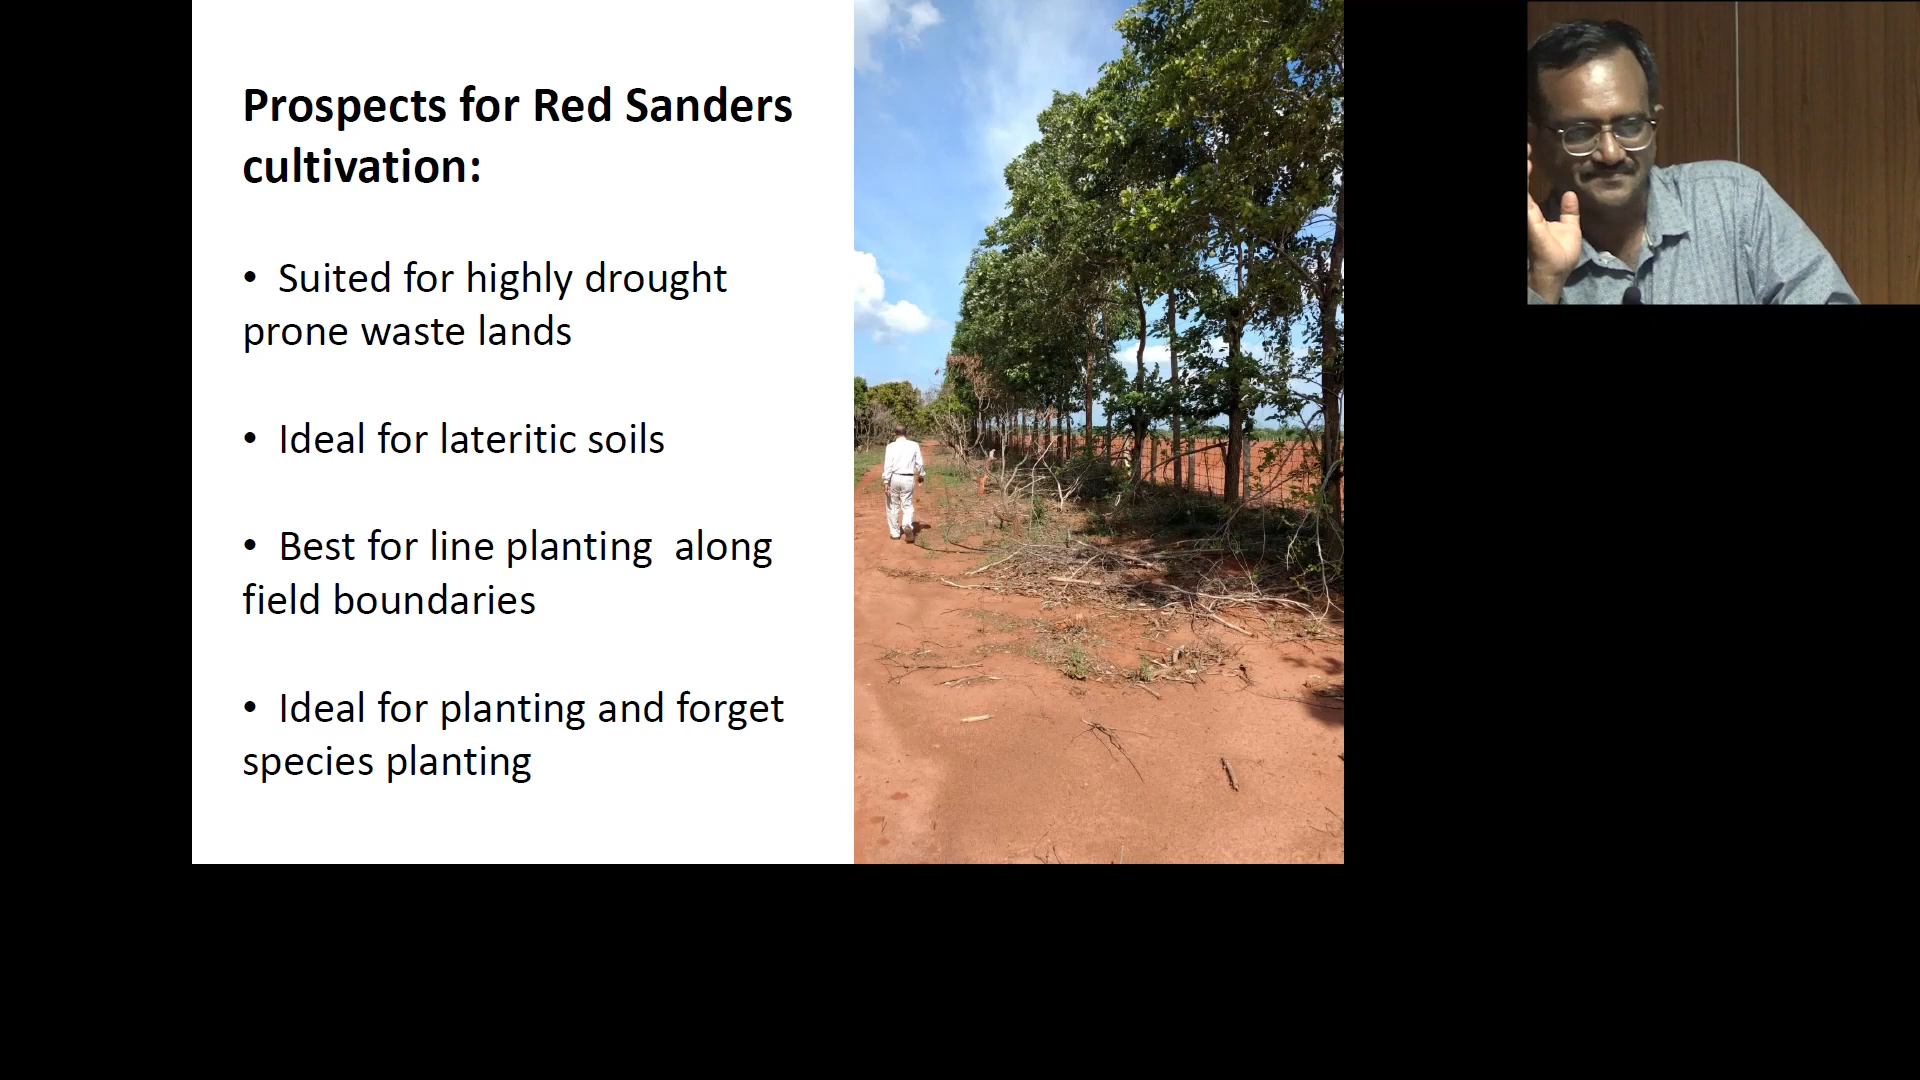 Prospects for Red Sanders
cultivation:
• Suited for highly drought
prone waste lands
• Ideal for lateritic soils
• Best for line planting  along
field boundaries
• Ideal for planting and forget
species planting